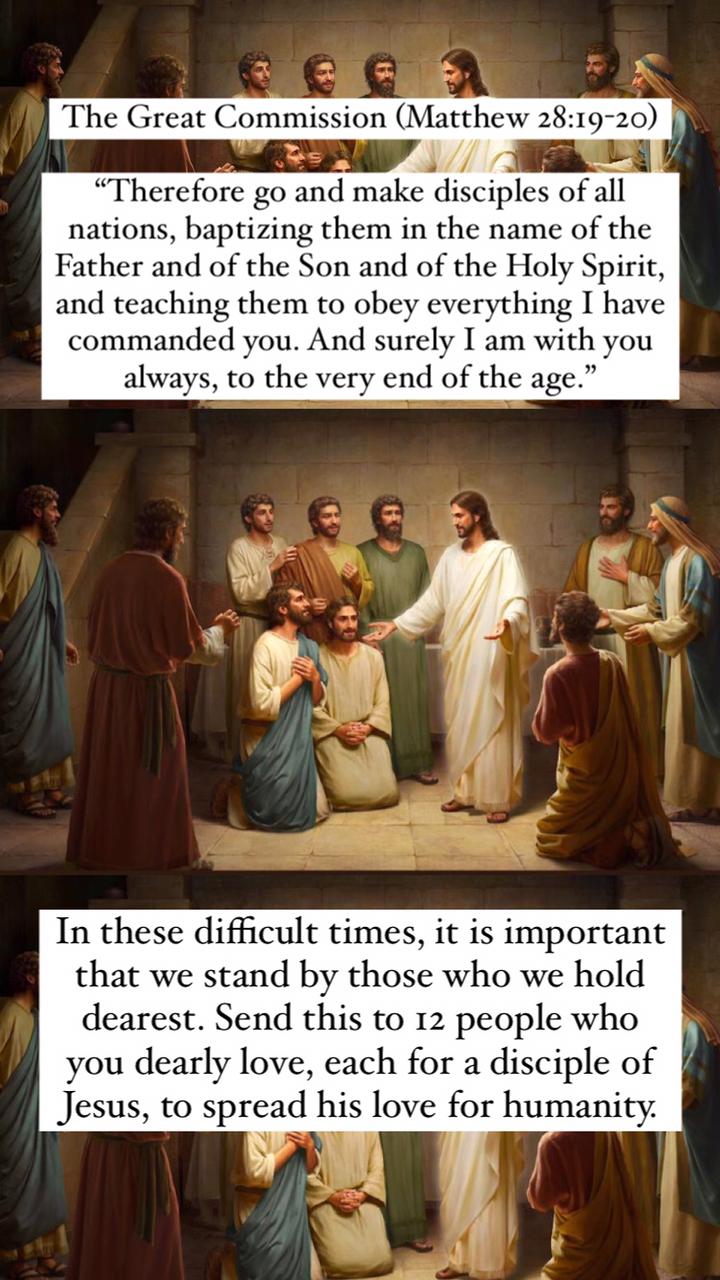 The Great Commission (Matthew 28:19-20)
“Therefore go and make disciples of all
nations, baptizing them in the name of the
Father and of the Son and of the Holy Spirit,
and teaching them to obey everything I have
commanded you. And surely I am with you
always, to the very end of the age.”
In these difficult times, it is important
that we stand by those who we hold
dearest. Send this to 12 people who
you dearly love, each for a disciple of
Jesus, to spread his love for humanity.